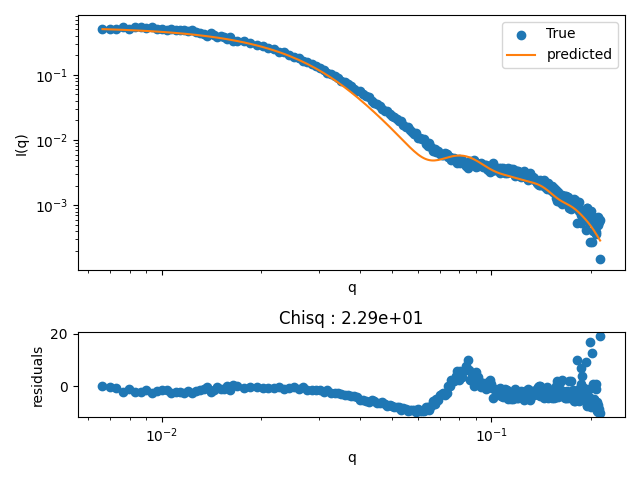 True
predicted
10⁻¹
10⁻²
10⁻³
I(q)
q
Chisq : 2.29e+01
20
0
residuals
10⁻²
10⁻¹
q